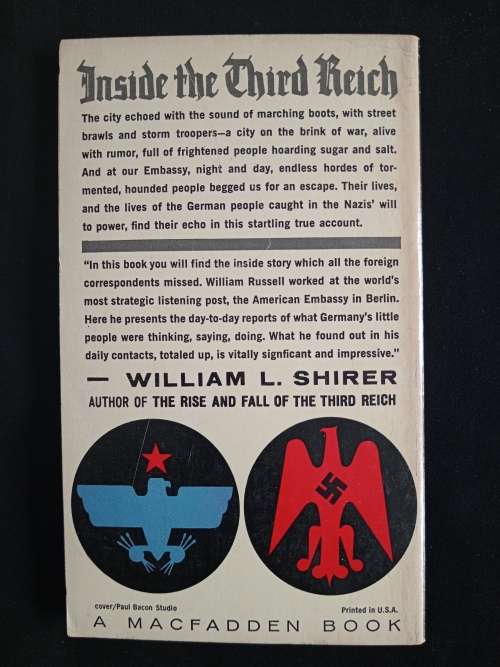 Inside the Third Reich
The city echoed with the sound of marching boots, with street
brawls and storm troopers—a city on the brink of war, alive
with rumor, full of frightened people hoarding sugar and salt.
And at our Embassy, night and day, endless hordes of tor-
mented, hounded people begged us for an escape. Their lives,
and the lives of the German people caught in the Nazis' will
to power, find their echo in this startling true account.
"In this book you will find the inside story which all the foreign
correspondents missed. William Russell worked at the world's
most strategic listening post, the American Embassy in Berlin.
Here he presents the day-to-day reports of what Germany's little
people were thinking, saying, doing. What he found out in his
daily contacts, totaled up, is vitally signficant and impressive."
— WILLIAM L. SHIRER
AUTHOR OF THE RISE AND FALL OF THE THIRD REICH
cover/Paul Bacon Studio
Printed in U.S.A.
A MACFADDEN BOOK